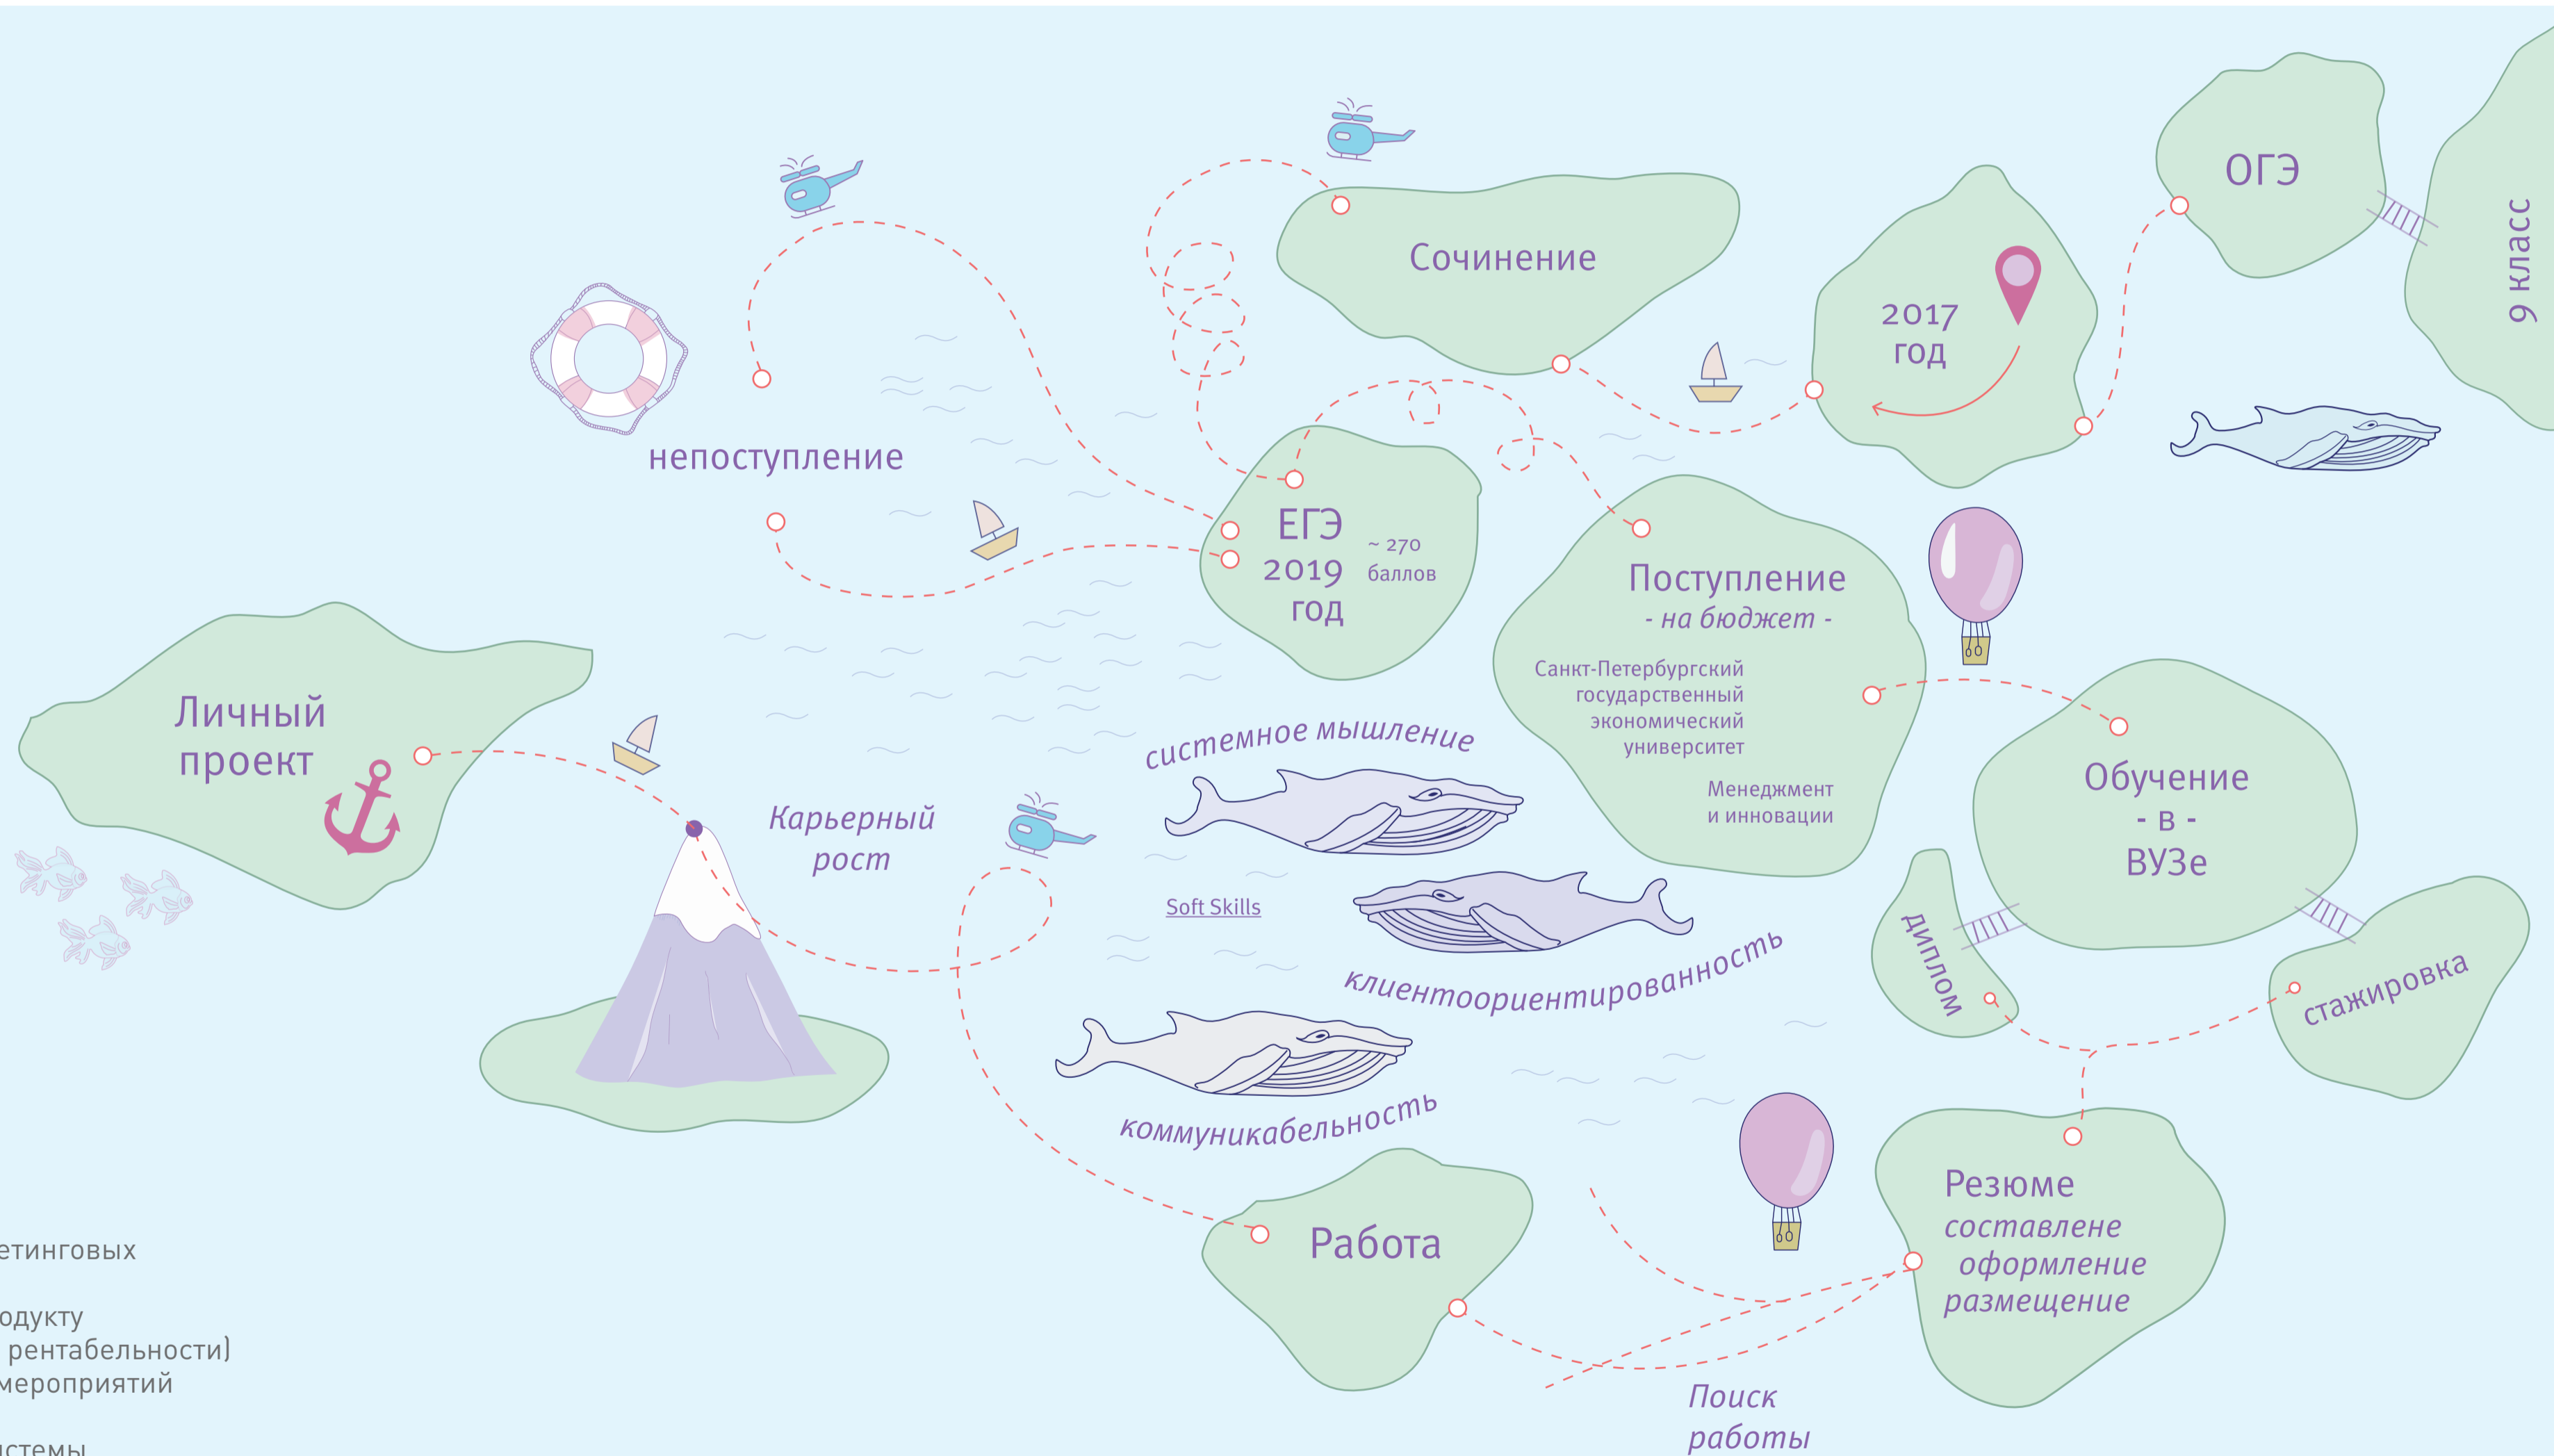 ОГЭ
9 класс
2017
год
Сочинение
непоступление
ЕГЭ
2019
год
~ 270
баллов
Поступление
- на бюджет -
Санкт-Петербургский
государственный
экономический
университет
Менеджмент
и инновации
Обучение
- в -
ВУЗе
диплом
стажировка
Резюме
составлене
оформление
размещение
Поиск
работы
Работа
системное мышление
Soft Skills
клиентоориентированность
коммуникабельность
Карьерный
рост
Личный
проект
етинговых
одукту
рентабельности)
мероприятий
истемы